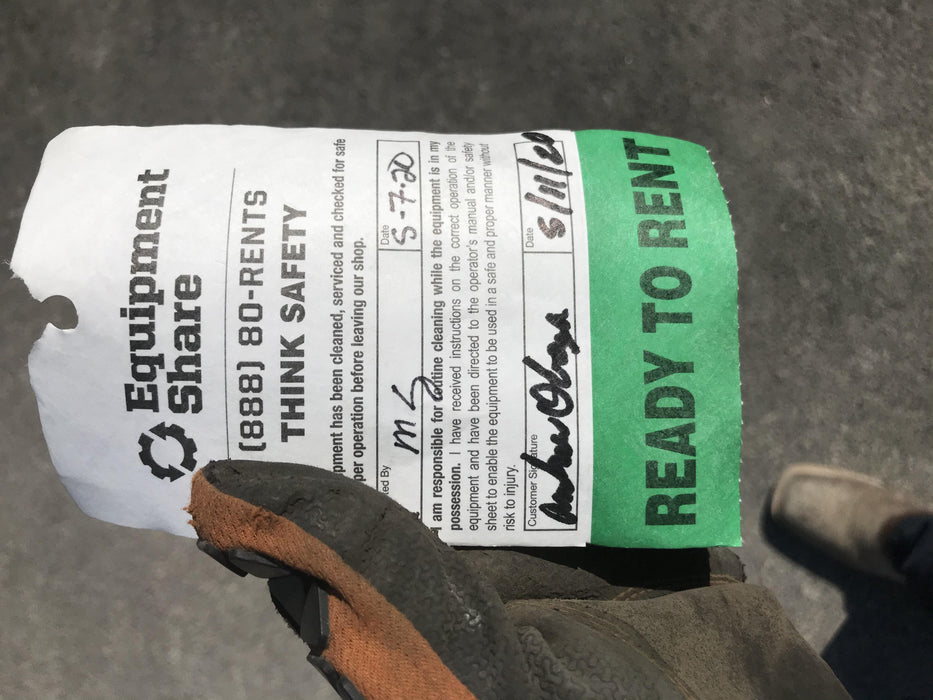 Equipment
Share
(888) 80-RENTS
THINK SAFETY
pment has been cleaned, serviced and checked for safe
per operation before leaving our shop.
ed By
M S
Date
5-7-20
I am responsible for routine cleaning while the equipment is in my
possession. I have received instructions on the correct operation of the
equipment and have been directed to the operator's manual and/or safety
sheet to enable the equipment to be used in a safe and proper manner without
risk to injury.
Customer Signature
Andrew
Date
5/11/20
READY TO RENT